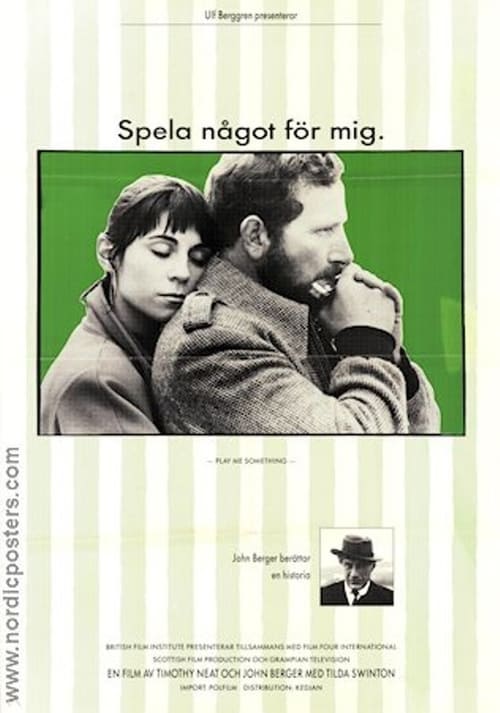 Ulf Berggren presenterar
Spela något för mig.
— PLAY ME SOMETHING —
John Berger berättar
en historia
BRITISH FILM INSTITUTE PRESENTERAR TILLSAMMANS MED FILM FOUR INTERNATIONAL
SCOTTISH FILM PRODUCTION OCH GRAMPIAN TELEVISION
EN FILM AV TIMOTHY NEAT OCH JOHN BERGER MED TILDA SWINTON
IMPORT: POLFILM DISTRIBUTION: KEDJAN
www.nordicposters.com